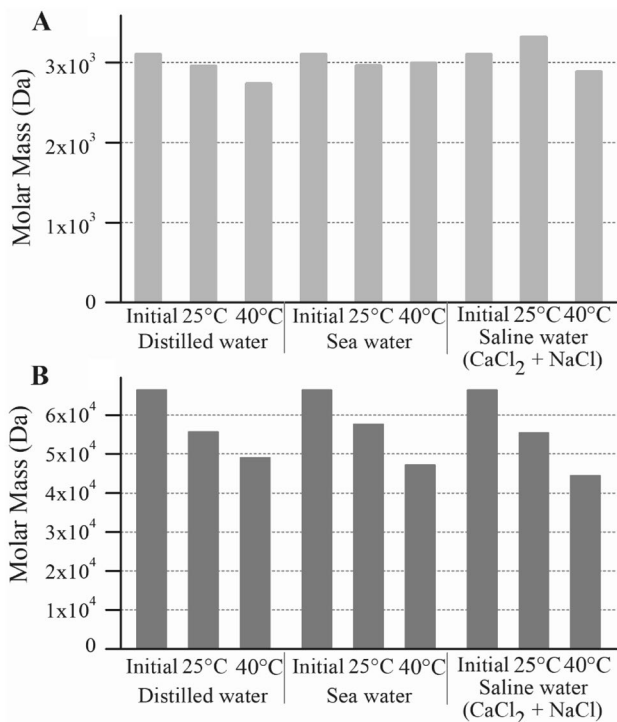 A
Molar Mass (Da)
3x10³
2x10³
1x10³
0
Initial 25°C 40°C Initial 25°C 40°C Initial 25°C 40°C
Distilled water Sea water Saline water
(CaCl₂ + NaCl)
B
Molar Mass (Da)
6x10⁴
5x10⁴
4x10⁴
3x10⁴
2x10⁴
1x10⁴
0
Initial 25°C 40°C Initial 25°C 40°C Initial 25°C 40°C
Distilled water Sea water Saline water
(CaCl₂ + NaCl)